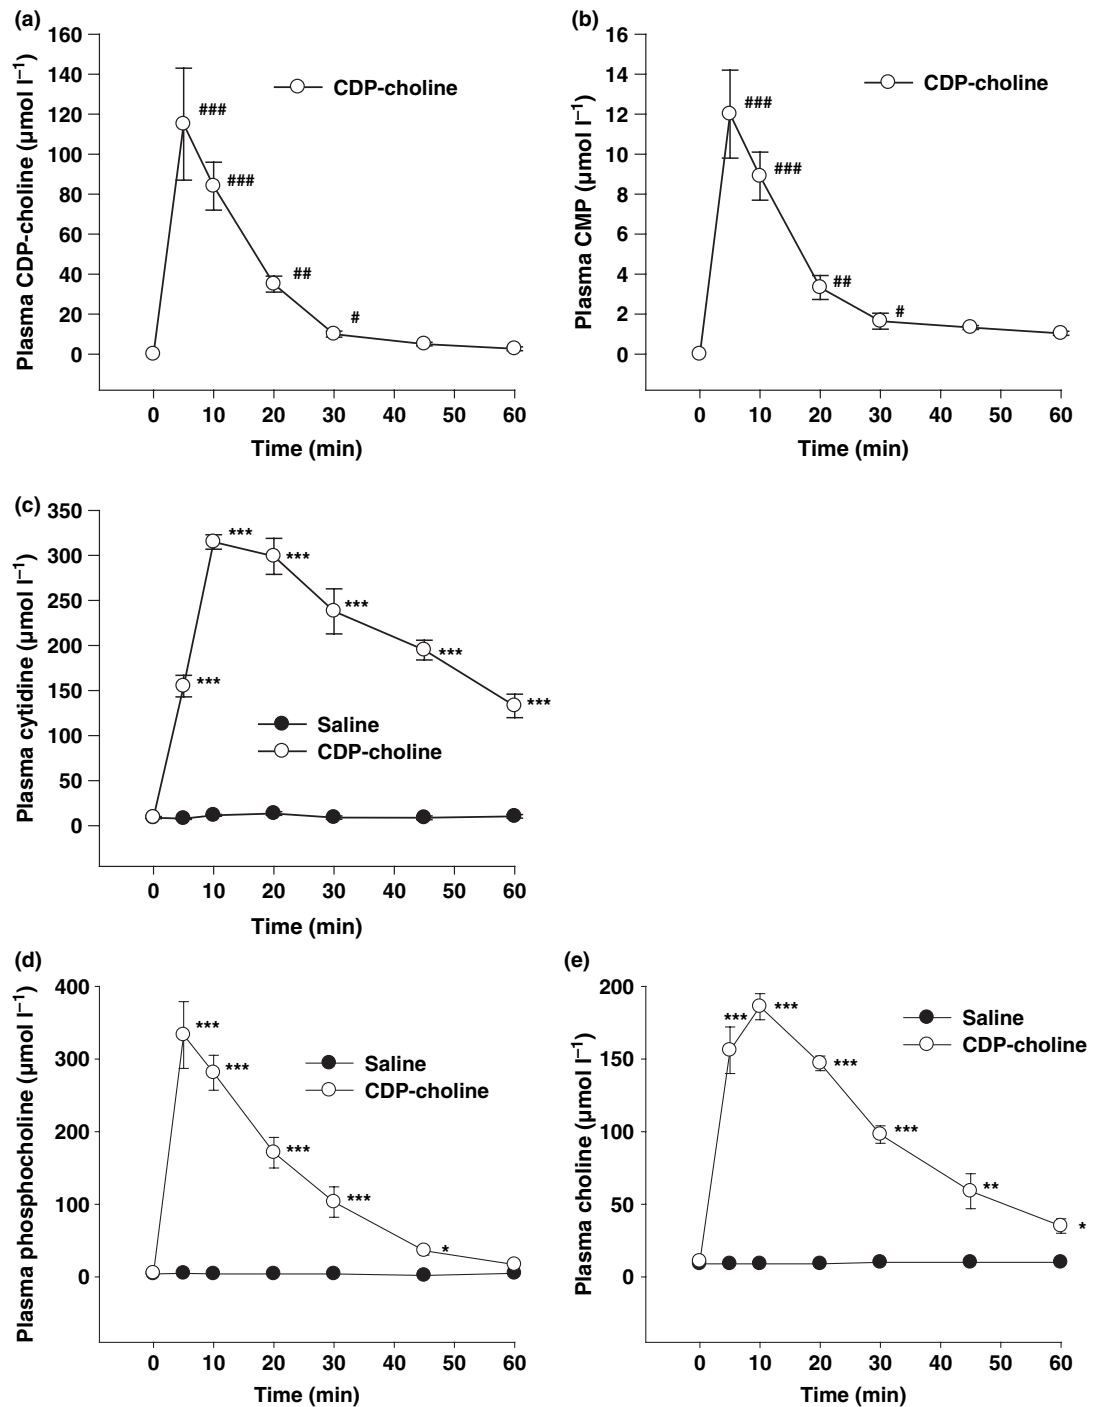 (a)
Plasma CDP-choline (µmol l⁻¹)
160
140
120
100
80
60
40
20
0
CDP-choline
###
###
##
#
0 10 20 30 40 50 60
Time (min)
(b)
Plasma CMP (µmol l⁻¹)
16
14
12
10
8
6
4
2
0
CDP-choline
###
###
##
#
0 10 20 30 40 50 60
Time (min)
(c)
Plasma cytidine (µmol l⁻¹)
350
300
250
200
150
100
50
0
***
***
***
***
***
***
Saline
CDP-choline
0 10 20 30 40 50 60
Time (min)
(d)
Plasma phosphocholine (µmol l⁻¹)
400
300
200
100
0
***
***
***
***
*
Saline
CDP-choline
0 10 20 30 40 50 60
Time (min)
(e)
Plasma choline (µmol l⁻¹)
200
150
100
50
0
***
***
***
***
**
*
Saline
CDP-choline
0 10 20 30 40 50 60
Time (min)